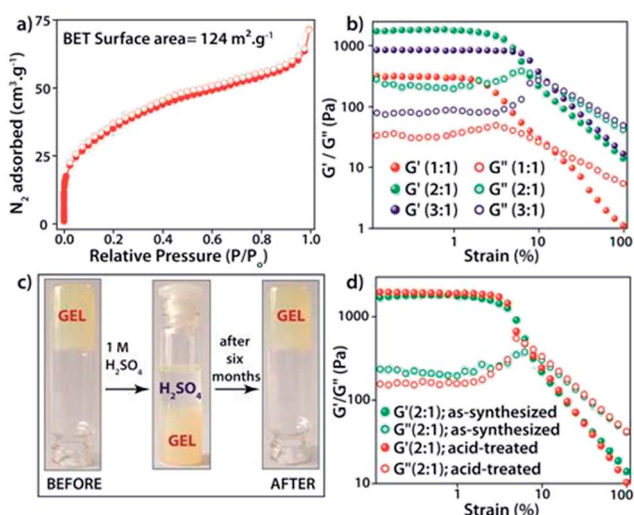 a)
BET Surface area= 124 m².g⁻¹
N₂ adsorbed (cm³.g⁻¹)
75
50
25
0
0.0 0.2 0.4 0.6 0.8 1.0
Relative Pressure (P/Pₒ)
b)
G'/ G'' (Pa)
1000
100
10
1
G' (1:1) G'' (1:1)
G' (2:1) G'' (2:1)
G' (3:1) G'' (3:1)
1 10 100
Strain (%)
c)
GEL
1 M
H₂SO₄
H₂SO₄
GEL
after
six
months
GEL
BEFORE
AFTER
d)
G'/G'' (Pa)
1000
100
10
G'(2:1); as-synthesized
G''(2:1); as-synthesized
G'(2:1); acid-treated
G''(2:1); acid-treated
1 10 100
Strain (%)